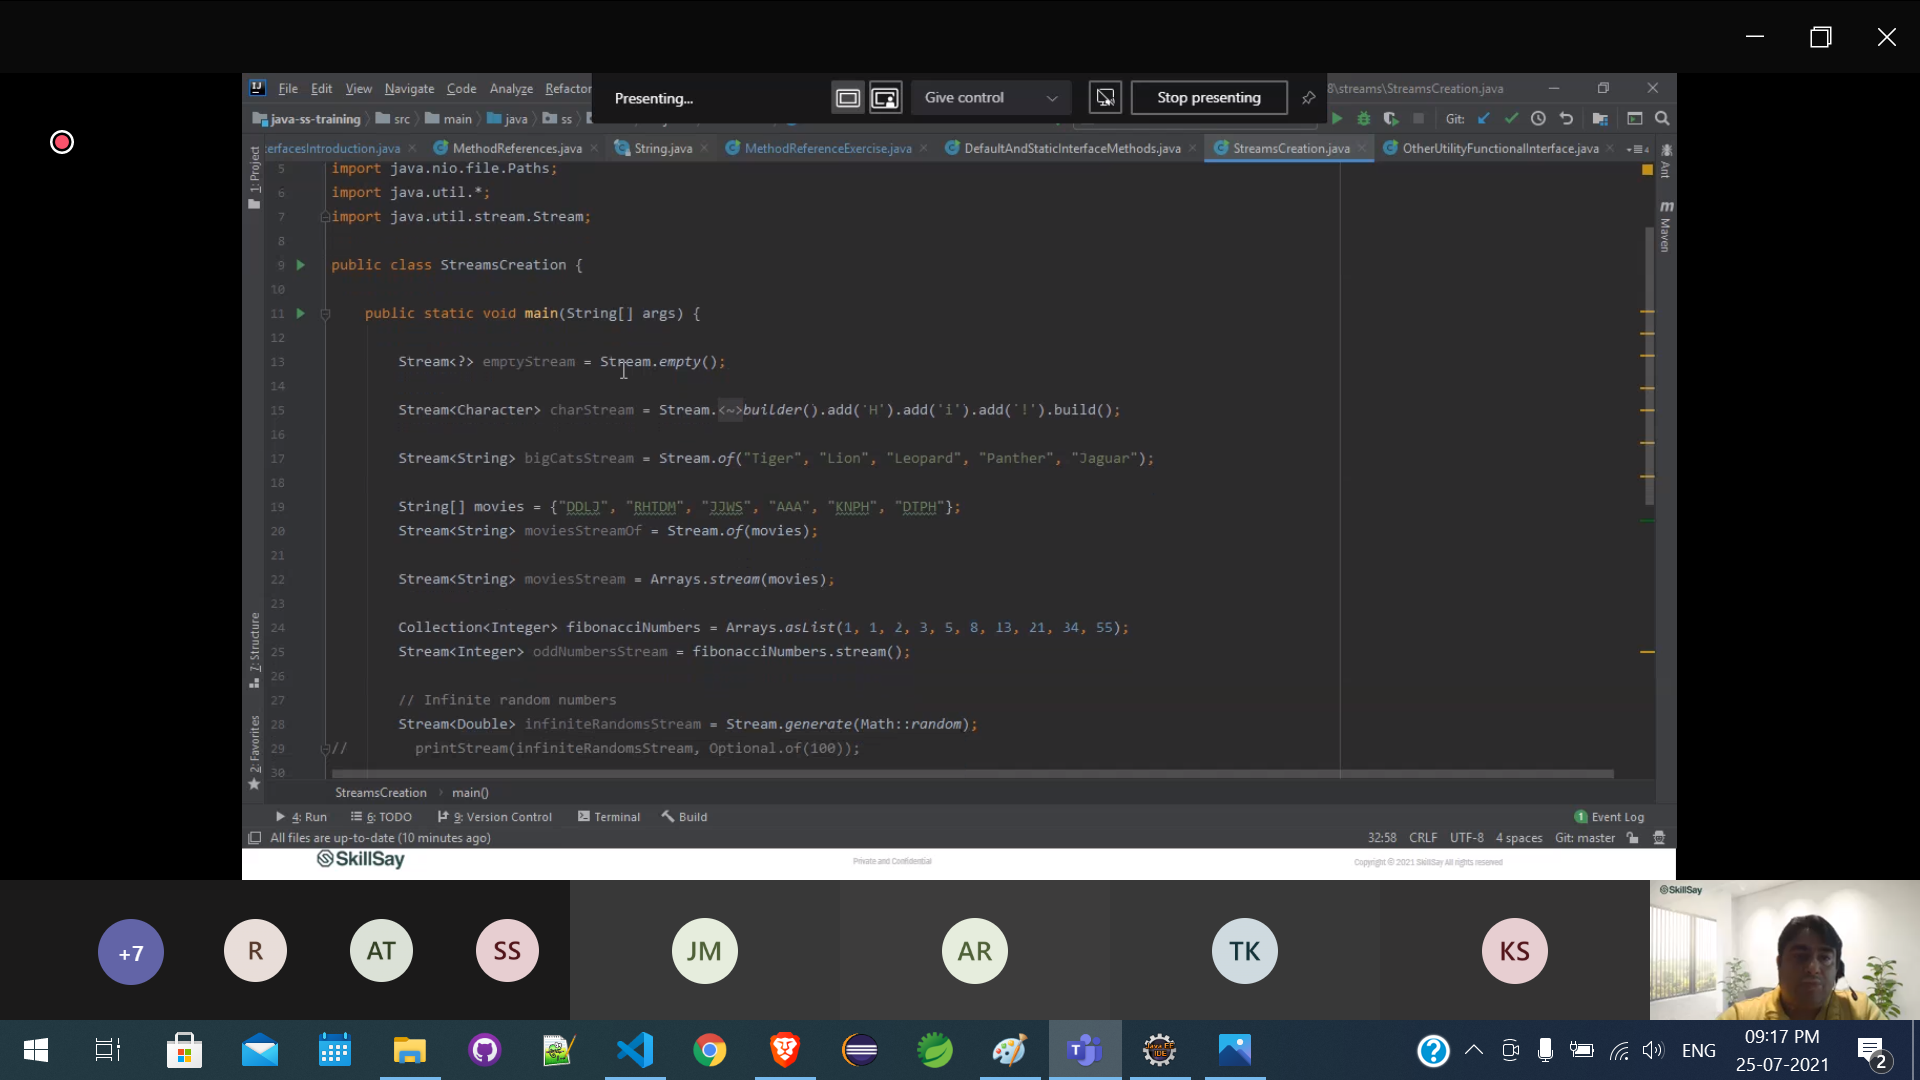 File Edit View Navigate Code Analyze Refactor
Presenting...
Give control
Stop presenting
8\streams\StreamsCreation.java
java-ss-training src main java ss
Git:
erfacesIntroduction.java MethodReferences.java String.java MethodReferenceExercise.java DefaultAndStaticInterfaceMethods.java StreamsCreation.java OtherUtilityFunctionalInterface.java
1: Project
7: Structure
2: Favorites
Ant
Maven
5 import java.nio.file.Paths;
6 import java.util.*;
7 import java.util.stream.Stream;
8
9 public class StreamsCreation {
10
11 public static void main(String[] args) {
12
13 Stream<?> emptyStream = Stream.empty();
14
15 Stream<Character> charStream = Stream.<~>builder().add('H').add('i').add('!').build();
16
17 Stream<String> bigCatsStream = Stream.of("Tiger", "Lion", "Leopard", "Panther", "Jaguar");
18
19 String[] movies = {"DDLJ", "RHTDM", "JJWS", "AAA", "KNPH", "DTPH"};
20 Stream<String> moviesStreamOf = Stream.of(movies);
21
22 Stream<String> moviesStream = Arrays.stream(movies);
23
24 Collection<Integer> fibonacciNumbers = Arrays.asList(1, 1, 2, 3, 5, 8, 13, 21, 34, 55);
25 Stream<Integer> oddNumbersStream = fibonacciNumbers.stream();
26
27 // Infinite random numbers
28 Stream<Double> infiniteRandomsStream = Stream.generate(Math::random);
29 // printStream(infiniteRandomsStream, Optional.of(100));
30
StreamsCreation › main()
4: Run 6: TODO 9: Version Control Terminal Build 1 Event Log
All files are up-to-date (10 minutes ago) 32:58 CRLF UTF-8 4 spaces Git: master
SkillSay Private and Confidential Copyright © 2021 SkillSay All rights reserved
+7 R AT SS JM AR TK KS
SkillSay
ENG
09:17 PM
25-07-2021
2